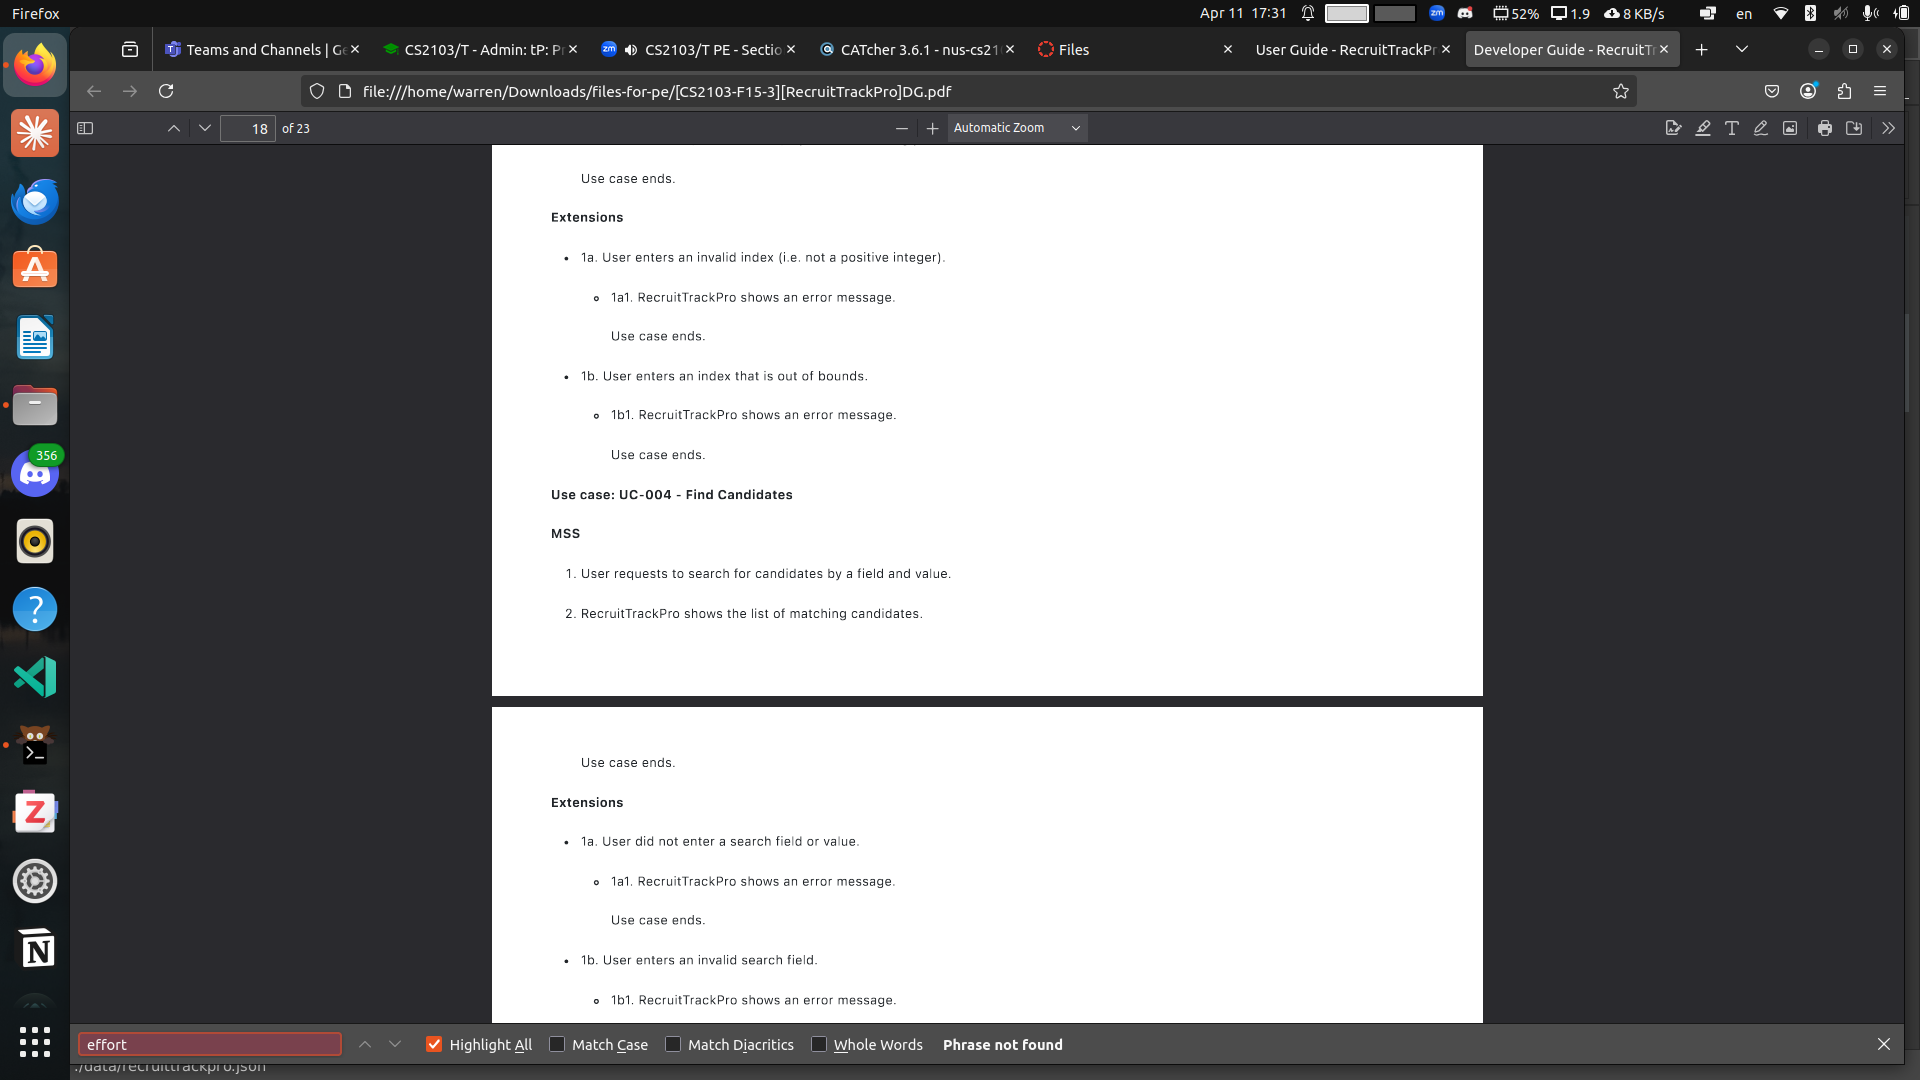 Firefox
Apr 11 17:31
zm
52%
1.9
8 KB/s
en
Teams and Channels | Ge
CS2103/T - Admin: tP: Pr
zm
CS2103/T PE - Sectio
CATcher 3.6.1 - nus-cs210
Files
User Guide - RecruitTrackPr
Developer Guide - RecruitTr
file:///home/warren/Downloads/files-for-pe/[CS2103-F15-3][RecruitTrackPro]DG.pdf
18 of 23
Automatic Zoom
Use case ends.
Extensions
1a. User enters an invalid index (i.e. not a positive integer).
1a1. RecruitTrackPro shows an error message.
Use case ends.
1b. User enters an index that is out of bounds.
1b1. RecruitTrackPro shows an error message.
Use case ends.
356
Use case: UC-004 - Find Candidates
MSS
1. User requests to search for candidates by a field and value.
2. RecruitTrackPro shows the list of matching candidates.
Use case ends.
Extensions
1a. User did not enter a search field or value.
1a1. RecruitTrackPro shows an error message.
Use case ends.
1b. User enters an invalid search field.
1b1. RecruitTrackPro shows an error message.
effort
Highlight All
Match Case
Match Diacritics
Whole Words
Phrase not found
./data/recruittrackpro.json